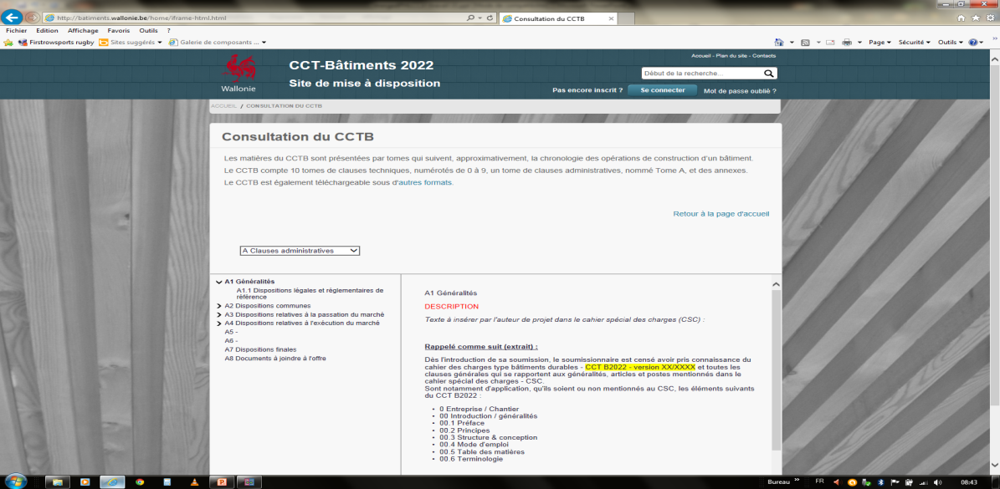 http://batiments.wallonie.be/home/iframe-html.html
Consultation du CCTB
Fichier Edition Affichage Favoris Outils ?
Firstrowsports rugby Sites suggérés Galerie de composants ...
Page Sécurité Outils
Accueil - Plan du site - Contacts
CCT-Bâtiments 2022
Début de la recherche...
Wallonie
Site de mise à disposition
Pas encore inscrit ? Se connecter Mot de passe oublié ?
ACCUEIL / CONSULTATION DU CCTB
Consultation du CCTB
Les matières du CCTB sont présentées par tomes qui suivent, approximativement, la chronologie des opérations de construction d'un bâtiment.
Le CCTB compte 10 tomes de clauses techniques, numérotés de 0 à 9, un tome de clauses administratives, nommé Tome A, et des annexes.
Le CCTB est également téléchargeable sous d'autres formats.
Retour à la page d'accueil
A Clauses administratives
A1 Généralités
A1.1 Dispositions légales et réglementaires de
référence
A2 Dispositions communes
A3 Dispositions relatives à la passation du marché
A4 Dispositions relatives à l'exécution du marché
A5 -
A6 -
A7 Dispositions finales
A8 Documents à joindre à l'offre
A1 Généralités
DESCRIPTION
Texte à insérer par l'auteur de projet dans le cahier spécial des charges (CSC) :
Rappelé comme suit (extrait) :
Dès l'introduction de sa soumission, le soumissionnaire est censé avoir pris connaissance du
cahier des charges type bâtiments durables - CCT B2022 - version XX/XXXX et toutes les
clauses générales qui se rapportent aux généralités, articles et postes mentionnés dans le
cahier spécial des charges - CSC.
Sont notamment d'application, qu'ils soient ou non mentionnés au CSC, les éléments suivants
du CCT B2022 :
• 0 Entreprise / Chantier
• 00 Introduction / généralités
• 00.1 Préface
• 00.2 Principes
• 00.3 Structure & conception
• 00.4 Mode d'emploi
• 00.5 Table des matières
• 00.6 Terminologie
Bureau FR 08:43